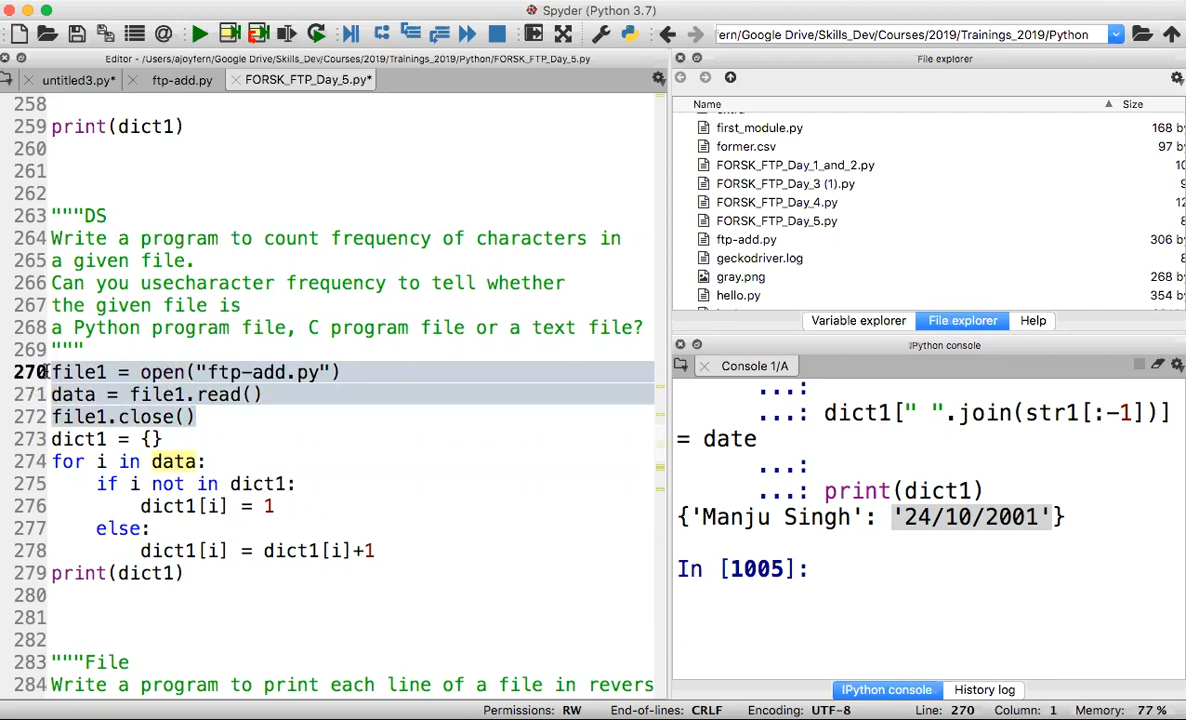 Spyder (Python 3.7)
ern/Google Drive/Skills_Dev/Courses/2019/Trainings_2019/Python
Editor - /Users/ajoyfern/Google Drive/Skills_Dev/Courses/2019/Trainings_2019/Python/FORSK_FTP_Day_5.py
untitled3.py* ftp-add.py FORSK_FTP_Day_5.py*
258
259 print(dict1)
260
261
262
263 """DS
264 Write a program to count frequency of characters in
265 a given file.
266 Can you usecharacter frequency to tell whether
267 the given file is
268 a Python program file, C program file or a text file?
269 """
270 file1 = open("ftp-add.py")
271 data = file1.read()
272 file1.close()
273 dict1 = {}
274 for i in data:
275 if i not in dict1:
276 dict1[i] = 1
277 else:
278 dict1[i] = dict1[i]+1
279 print(dict1)
280
281
282
283 """File
284 Write a program to print each line of a file in revers
File explorer
Name Size
first_module.py 168 by
former.csv 97 by
FORSK_FTP_Day_1_and_2.py 10
FORSK_FTP_Day_3 (1).py 9
FORSK_FTP_Day_4.py 12
FORSK_FTP_Day_5.py 8
ftp-add.py 306 by
geckodriver.log 8
gray.png 268 by
hello.py 354 by
Variable explorer File explorer Help
IPython console
Console 1/A
...:
...: dict1[" ".join(str1[:-1])]
= date
...:
...: print(dict1)
{'Manju Singh': '24/10/2001'}
In [1005]:
IPython console History log
Permissions: RW End-of-lines: CRLF Encoding: UTF-8 Line: 270 Column: 1 Memory: 77 %